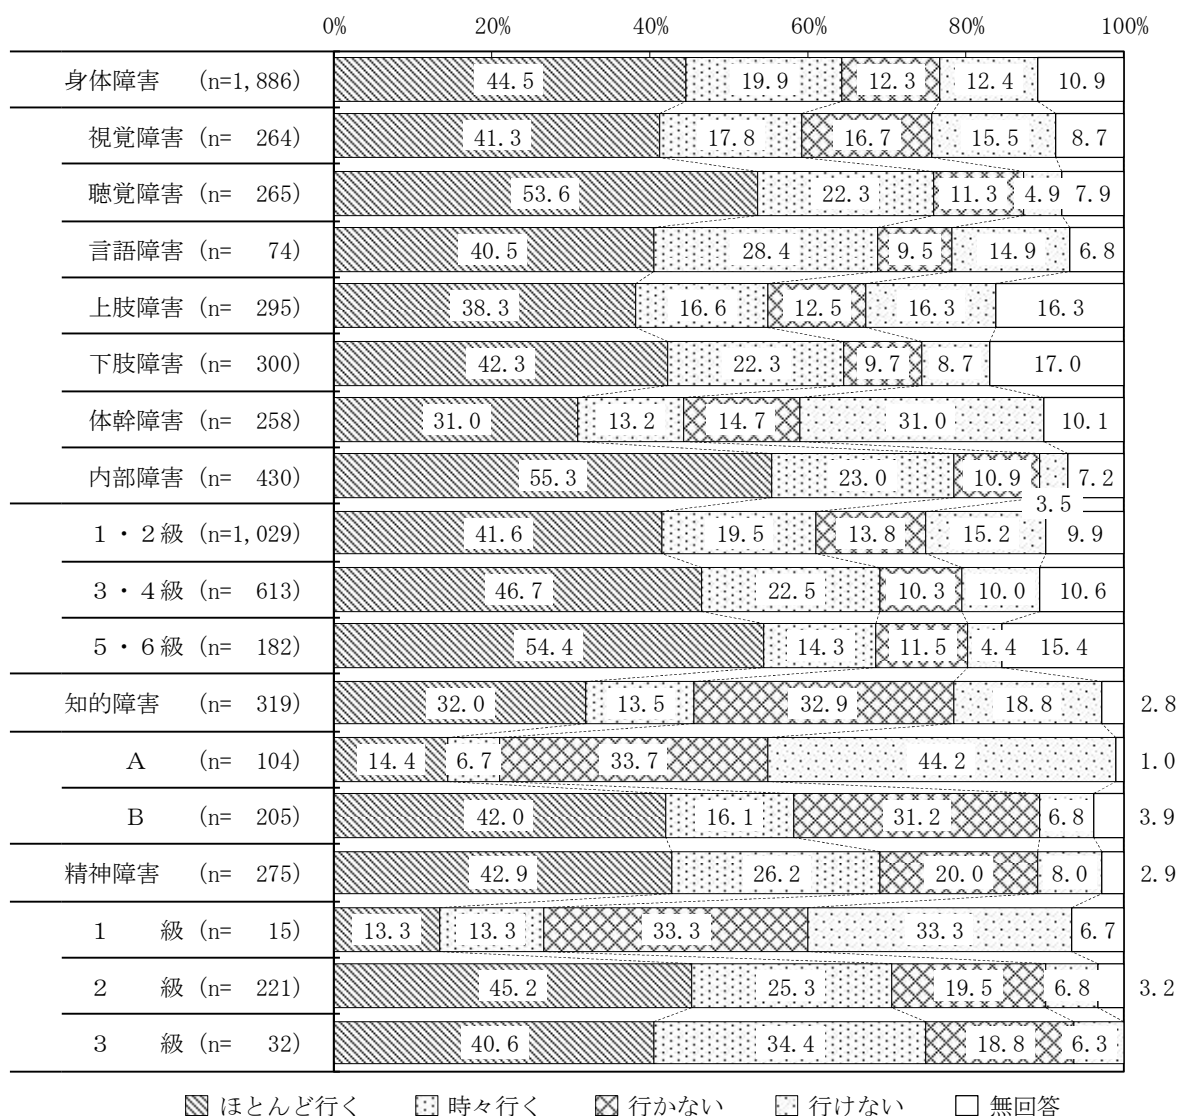 0% 20% 40% 60% 80% 100%
身体障害 (n=1,886) 44.5 19.9 12.3 12.4 10.9
視覚障害 (n= 264) 41.3 17.8 16.7 15.5 8.7
聴覚障害 (n= 265) 53.6 22.3 11.3 4.9 7.9
言語障害 (n= 74) 40.5 28.4 9.5 14.9 6.8
上肢障害 (n= 295) 38.3 16.6 12.5 16.3 16.3
下肢障害 (n= 300) 42.3 22.3 9.7 8.7 17.0
体幹障害 (n= 258) 31.0 13.2 14.7 31.0 10.1
内部障害 (n= 430) 55.3 23.0 10.9 7.2
3.5
1・2級 (n=1,029) 41.6 19.5 13.8 15.2 9.9
3・4級 (n= 613) 46.7 22.5 10.3 10.0 10.6
5・6級 (n= 182) 54.4 14.3 11.5 4.4 15.4
知的障害 (n= 319) 32.0 13.5 32.9 18.8 2.8
A (n= 104) 14.4 6.7 33.7 44.2 1.0
B (n= 205) 42.0 16.1 31.2 6.8 3.9
精神障害 (n= 275) 42.9 26.2 20.0 8.0 2.9
1 級 (n= 15) 13.3 13.3 33.3 33.3 6.7
2 級 (n= 221) 45.2 25.3 19.5 6.8 3.2
3 級 (n= 32) 40.6 34.4 18.8 6.3
ほとんど行く 時々行く 行かない 行けない 無回答